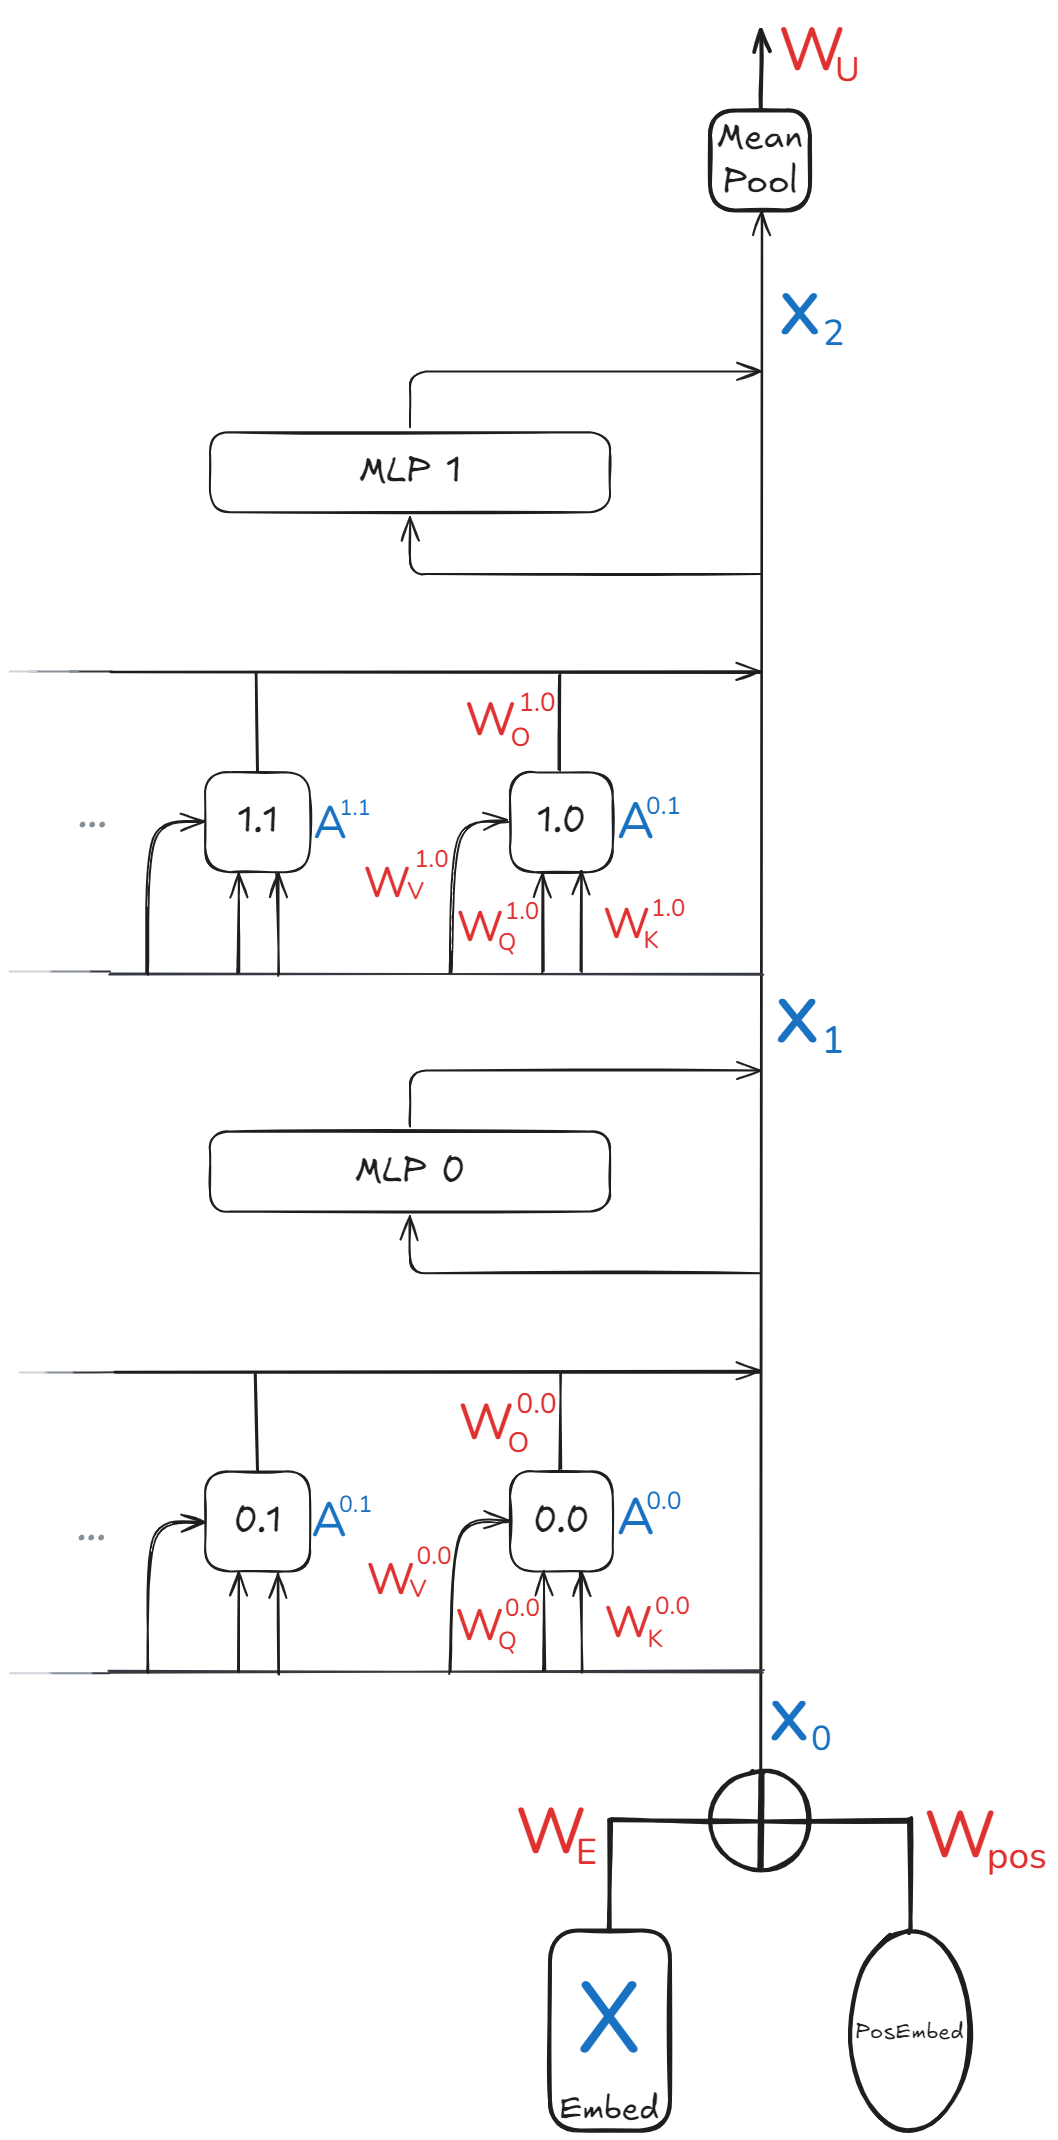 W_U
Mean
Pool
X_2
MLP 1
W_O^1.0
... 1.1 A^1.1 1.0 A^0.1
W_V^1.0
W_Q^1.0 W_K^1.0
X_1
MLP 0
W_O^0.0
... 0.1 A^0.1 0.0 A^0.0
W_V^0.0
W_Q^0.0 W_K^0.0
X_0
W_E W_pos
X
PosEmbed
Embed